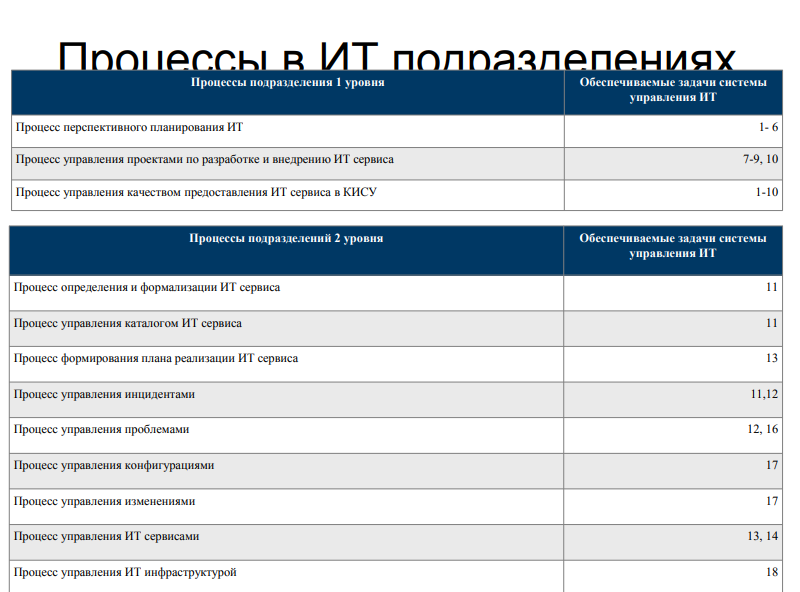 Процессы в ИТ подразделениях
Процессы подразделения 1 уровня
Обеспечиваемые задачи системы
управления ИТ
Процесс перспективного планирования ИТ
1- 6
Процесс управления проектами по разработке и внедрению ИТ сервиса
7-9, 10
Процесс управления качеством предоставления ИТ сервиса в КИСУ
1-10
Процессы подразделений 2 уровня
Обеспечиваемые задачи системы
управления ИТ
Процесс определения и формализации ИТ сервиса
11
Процесс управления каталогом ИТ сервиса
11
Процесс формирования плана реализации ИТ сервиса
13
Процесс управления инцидентами
11,12
Процесс управления проблемами
12, 16
Процесс управления конфигурациями
17
Процесс управления изменениями
17
Процесс управления ИТ сервисами
13, 14
Процесс управления ИТ инфраструктурой
18